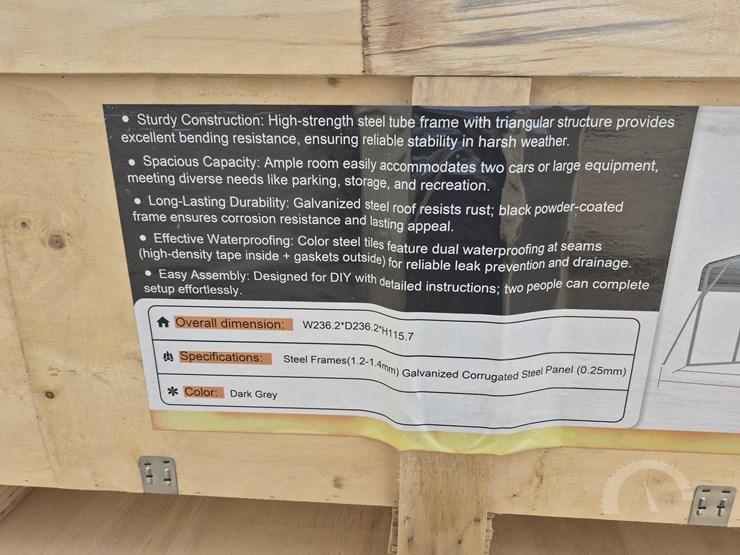 • Sturdy Construction: High-strength steel tube frame with triangular structure provides
excellent bending resistance, ensuring reliable stability in harsh weather.
• Spacious Capacity: Ample room easily accommodates two cars or large equipment,
meeting diverse needs like parking, storage, and recreation.
• Long-Lasting Durability: Galvanized steel roof resists rust; black powder-coated
frame ensures corrosion resistance and lasting appeal.
• Effective Waterproofing: Color steel tiles feature dual waterproofing at seams
(high-density tape inside + gaskets outside) for reliable leak prevention and drainage.
• Easy Assembly: Designed for DIY with detailed instructions; two people can complete
setup effortlessly.
Overall dimension: W236.2*D236.2*H115.7
Specifications: Steel Frames(1.2-1.4mm) Galvanized Corrugated Steel Panel (0.25mm)
Color: Dark Grey